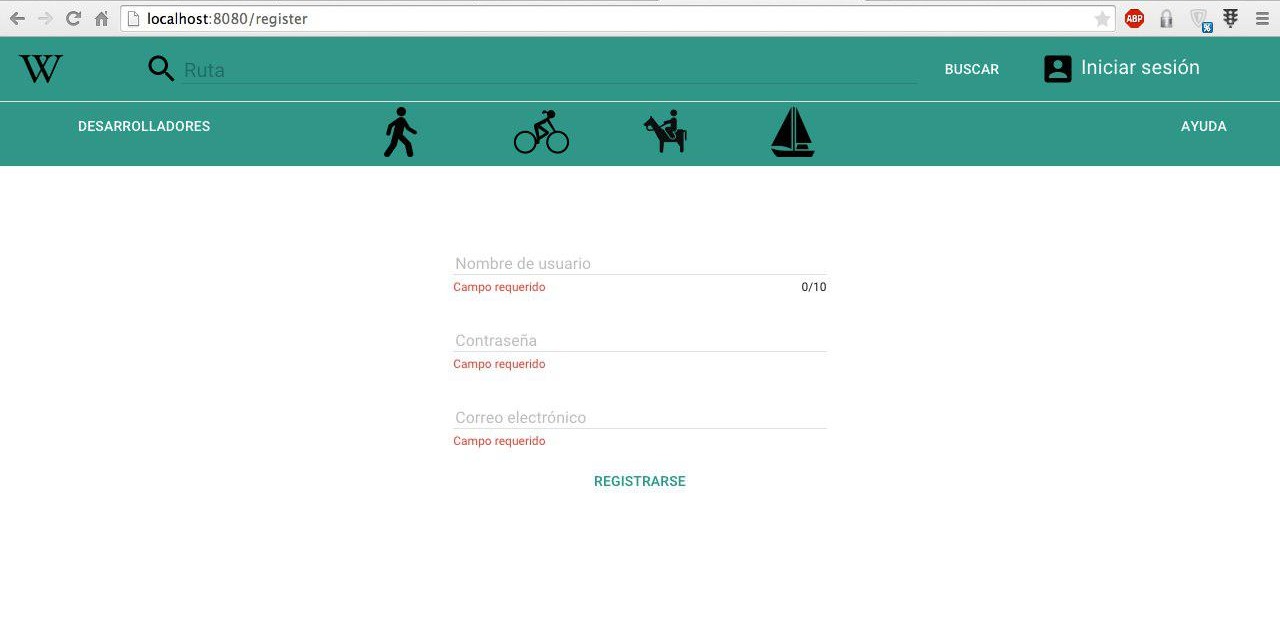 localhost:8080/register
ABP
W Ruta BUSCAR Iniciar sesión
DESARROLLADORES AYUDA
Nombre de usuario
Campo requerido 0/10
Contraseña
Campo requerido
Correo electrónico
Campo requerido
REGISTRARSE